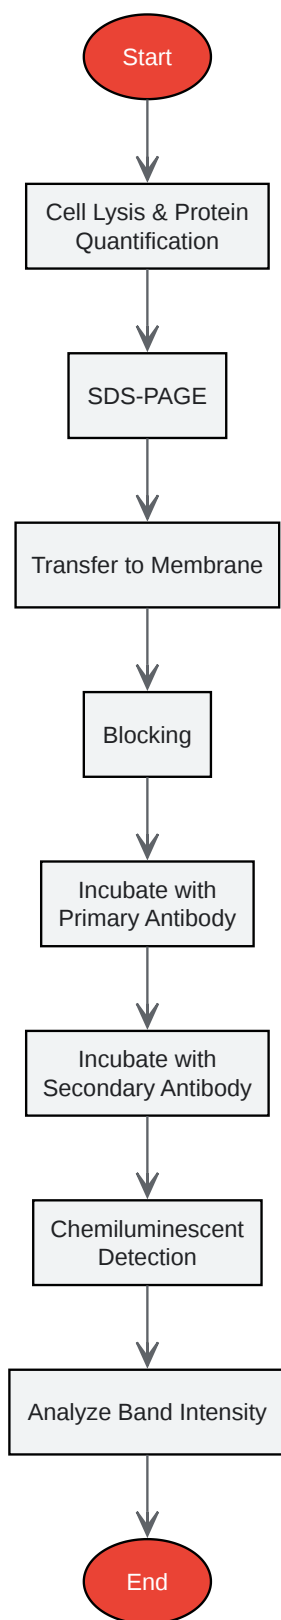 Start
Cell Lysis & Protein
Quantification
SDS-PAGE
Transfer to Membrane
Blocking
Incubate with
Primary Antibody
Incubate with
Secondary Antibody
Chemiluminescent
Detection
Analyze Band Intensity
End